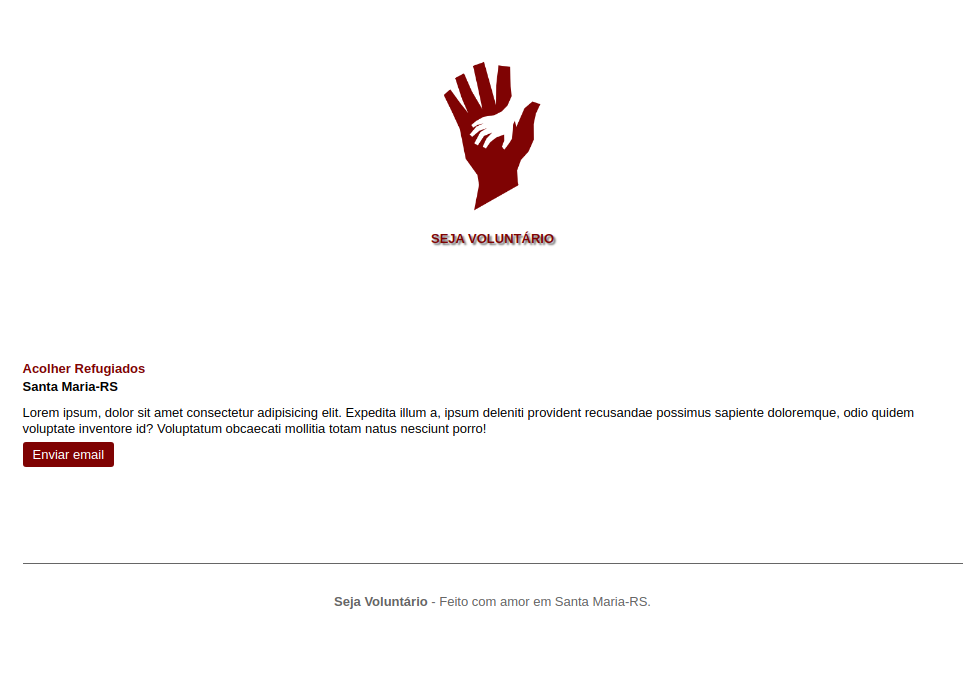 SEJA VOLUNTÁRIO
Acolher Refugiados
Santa Maria-RS
Lorem ipsum, dolor sit amet consectetur adipisicing elit. Expedita illum a, ipsum deleniti provident recusandae possimus sapiente doloremque, odio quidem
voluptate inventore id? Voluptatum obcaecati mollitia totam natus nesciunt porro!
Enviar email
Seja Voluntário - Feito com amor em Santa Maria-RS.